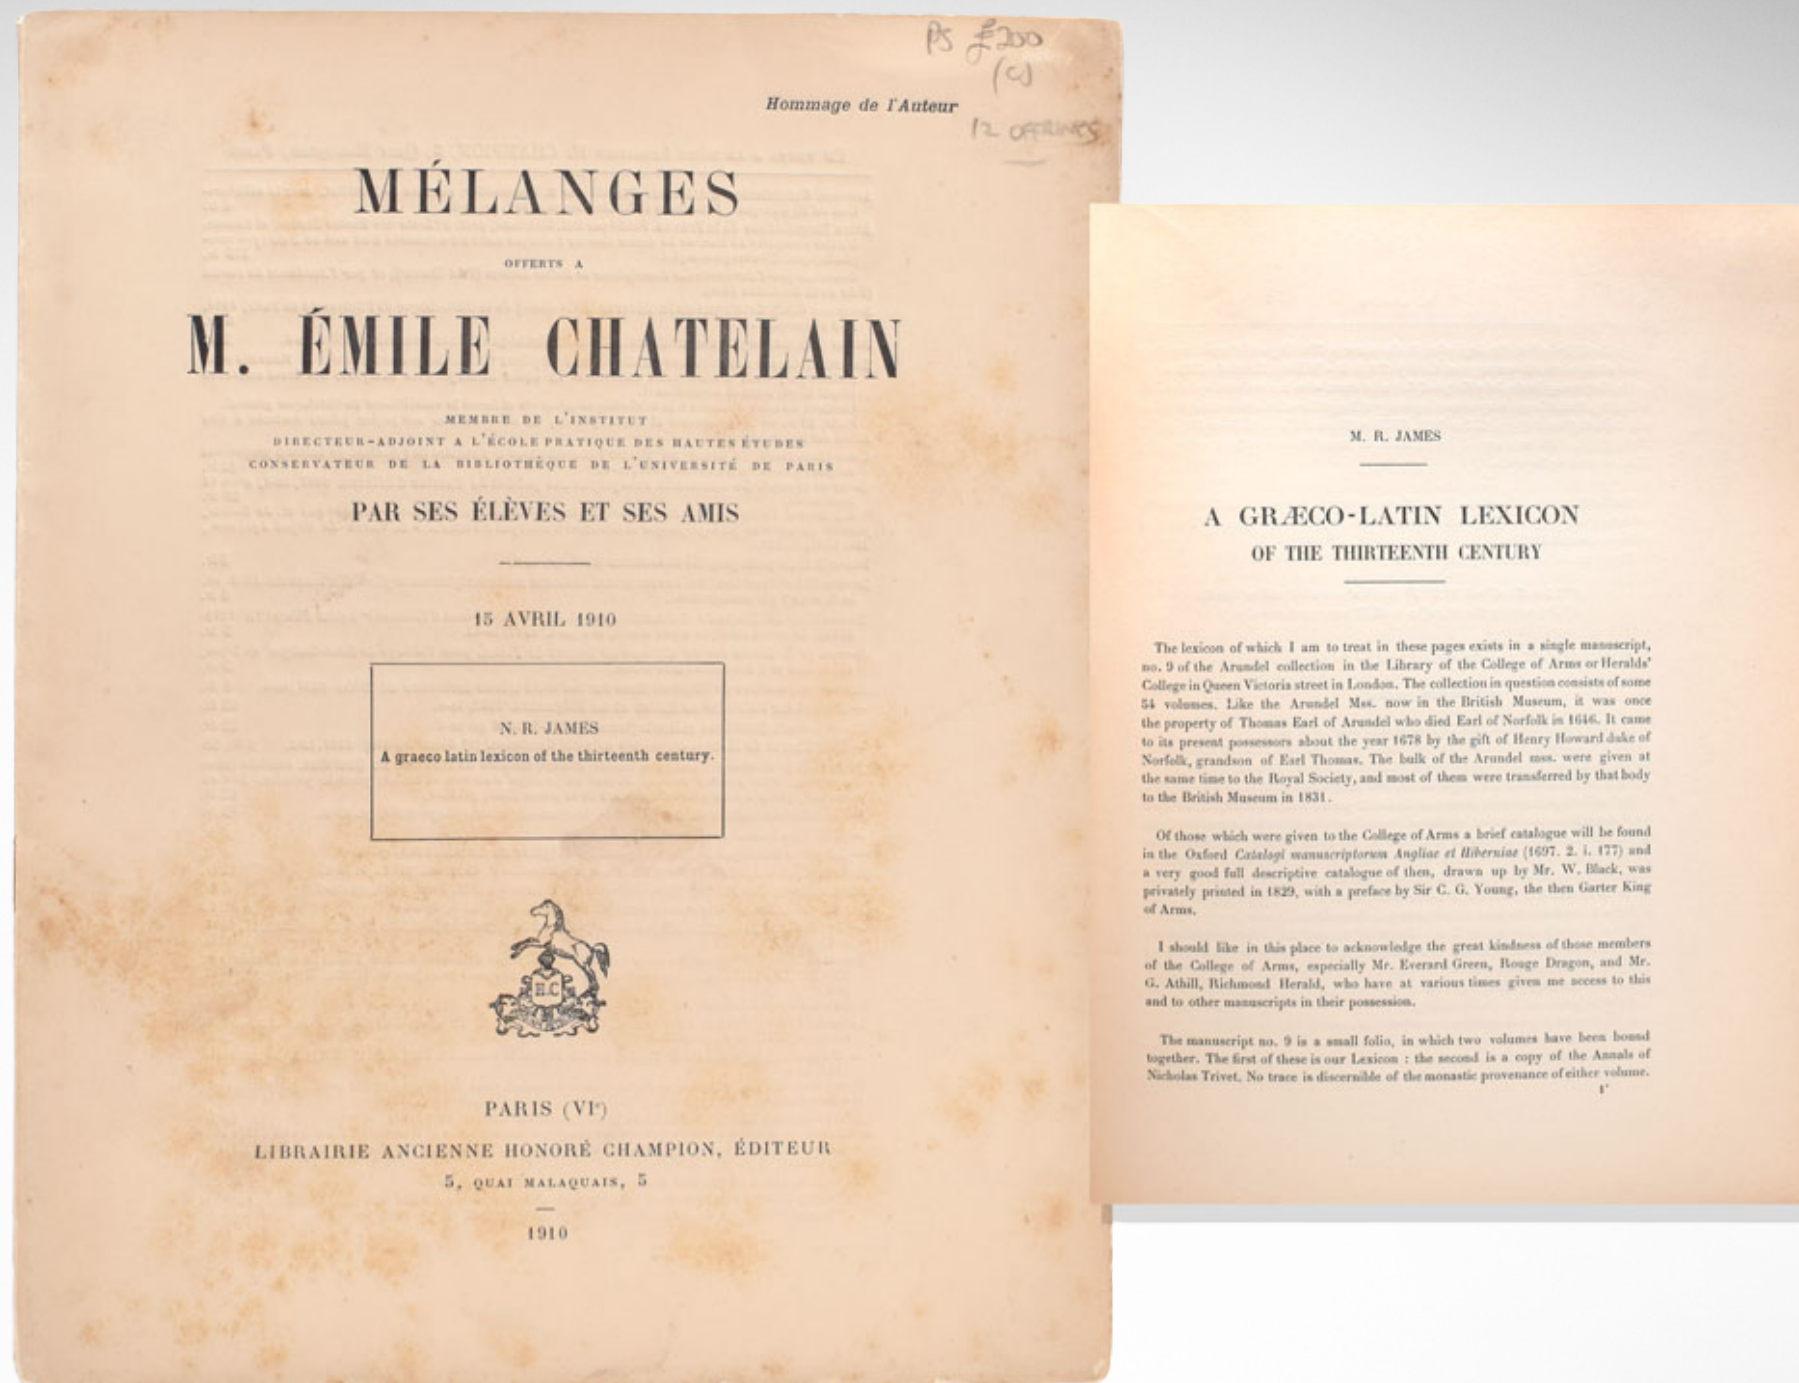 PS £200
(c)
Hommage de l'Auteur
12 OFFRINTS
MÉLANGES
OFFERTS A
M. ÉMILE CHATELAIN
MEMBRE DE L'INSTITUT
DIRECTEUR-ADJOINT A L'ÉCOLE PRATIQUE DES HAUTES ÉTUDES
CONSERVATEUR DE LA BIBLIOTHÈQUE DE L'UNIVERSITÉ DE PARIS
PAR SES ÉLÈVES ET SES AMIS
15 AVRIL 1910
N. R. JAMES
A graeco latin lexicon of the thirteenth century.
H.C
PARIS (VIe)
LIBRAIRIE ANCIENNE HONORÉ CHAMPION, ÉDITEUR
5, QUAI MALAQUAIS, 5
1910
M. R. JAMES
A GRÆCO-LATIN LEXICON
OF THE THIRTEENTH CENTURY
The lexicon of which I am to treat in these pages exists in a single manuscript,
no. 9 of the Arundel collection in the Library of the College of Arms or Heralds'
College in Queen Victoria street in London. The collection in question consists of some
54 volumes. Like the Arundel Mss. now in the British Museum, it was once
the property of Thomas Earl of Arundel who died Earl of Norfolk in 1646. It came
to its present possessors about the year 1678 by the gift of Henry Howard duke of
Norfolk, grandson of Earl Thomas. The bulk of the Arundel mss. were given at
the same time to the Royal Society, and most of them were transferred by that body
to the British Museum in 1831.
Of those which were given to the College of Arms a brief catalogue will be found
in the Oxford Catalogi manuscriptorum Angliae et Hiberniae (1697. 2. i. 177) and
a very good full descriptive catalogue of then, drawn up by Mr. W. Black, was
privately printed in 1829, with a preface by Sir C. G. Young, the then Garter King
of Arms.
I should like in this place to acknowledge the great kindness of those members
of the College of Arms, especially Mr. Everard Green, Rouge Dragon, and Mr.
G. Athill, Richmond Herald, who have at various times given me access to this
and to other manuscripts in their possession.
The manuscript no. 9 is a small folio, in which two volumes have been bound
together. The first of these is our Lexicon : the second is a copy of the Annals of
Nicholas Trivet. No trace is discernible of the monastic provenance of either volume.